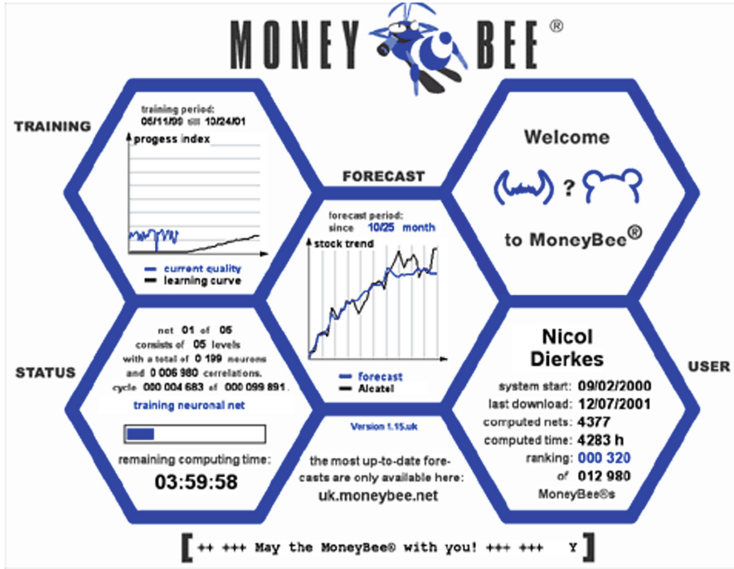 MONEY BEE ®
TRAINING
training period:
05/11/99 till 10/24/01
progess index
current quality
learning curve
FORECAST
forecast period:
since 10/25 month
stock trend
forecast
Alcatel
Welcome
?
to MoneyBee®
STATUS
net 01 of 05
consists of 05 levels
with a total of 0 199 neurons
and 0 006 980 correlations.
cycle 000 004 683 of 000 099 891.
training neuronal net
remaining computing time:
03:59:58
Version 1.15.uk
the most up-to-date fore-
casts are only available here:
uk.moneybee.net
USER
Nicol
Dierkes
system start: 09/02/2000
last download: 12/07/2001
computed nets: 4377
computed time: 4283 h
ranking: 000 320
of 012 980
MoneyBee®s
[ ++ +++ May the MoneyBee® with you! +++ +++ Y ]